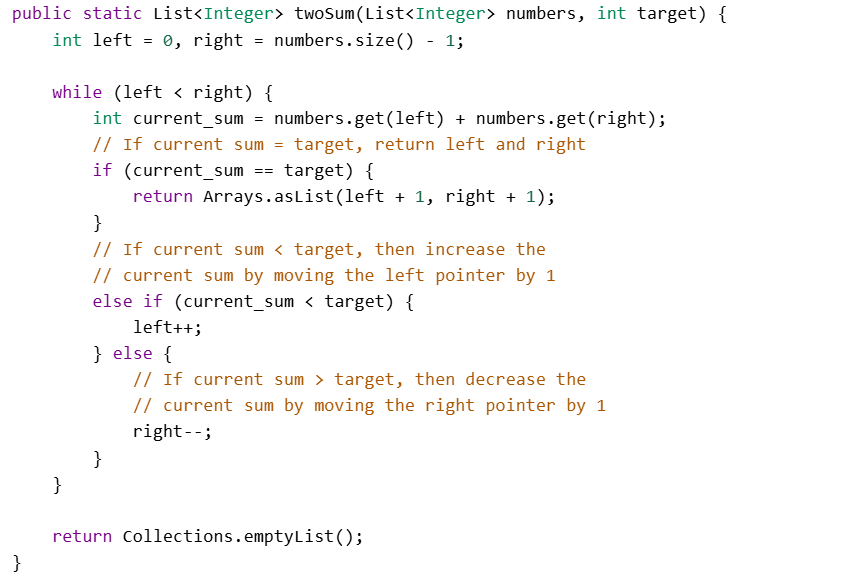 public static List<Integer> twoSum(List<Integer> numbers, int target) {
    int left = 0, right = numbers.size() - 1;

    while (left < right) {
        int current_sum = numbers.get(left) + numbers.get(right);
        // If current sum = target, return left and right
        if (current_sum == target) {
            return Arrays.asList(left + 1, right + 1);
        }
        // If current sum < target, then increase the
        // current sum by moving the left pointer by 1
        else if (current_sum < target) {
            left++;
        } else {
            // If current sum > target, then decrease the
            // current sum by moving the right pointer by 1
            right--;
        }
    }

    return Collections.emptyList();
}